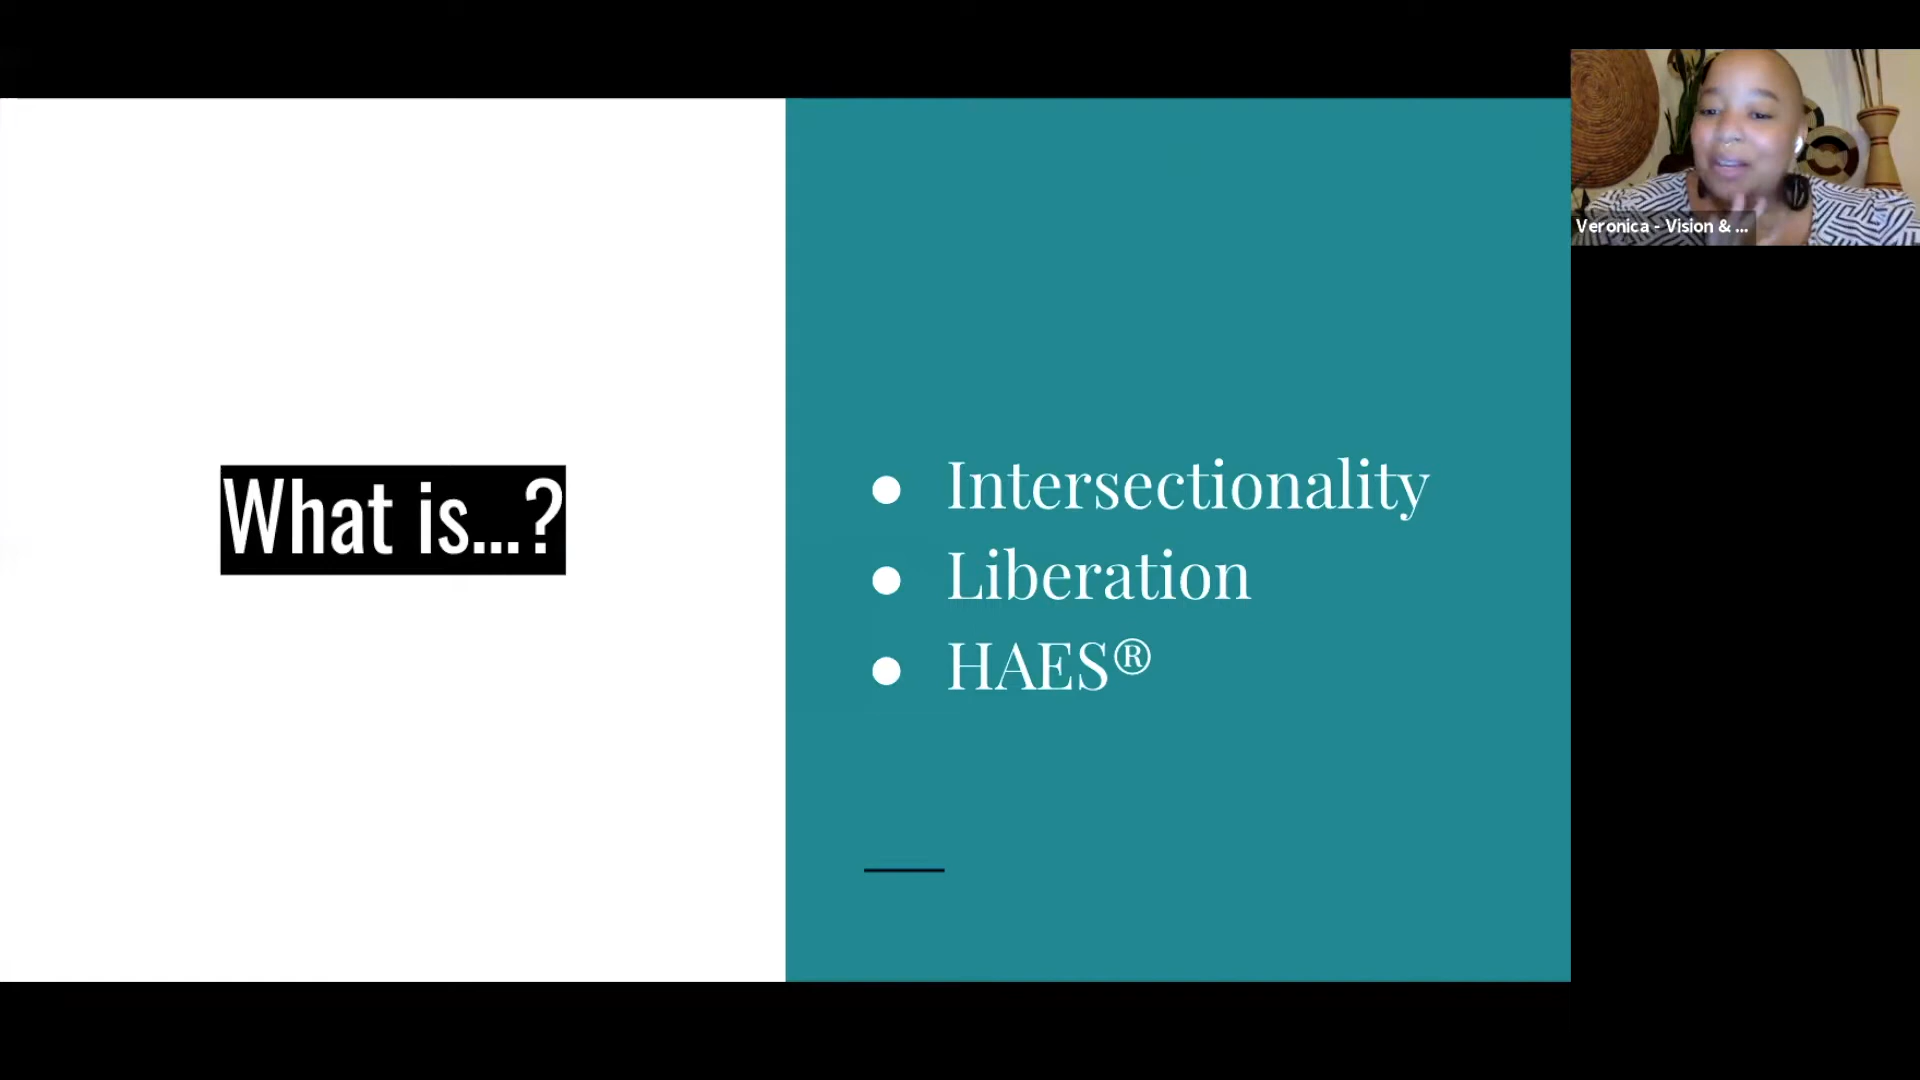 What is...?
Intersectionality
Liberation
HAES®
Veronica - Vision & ...